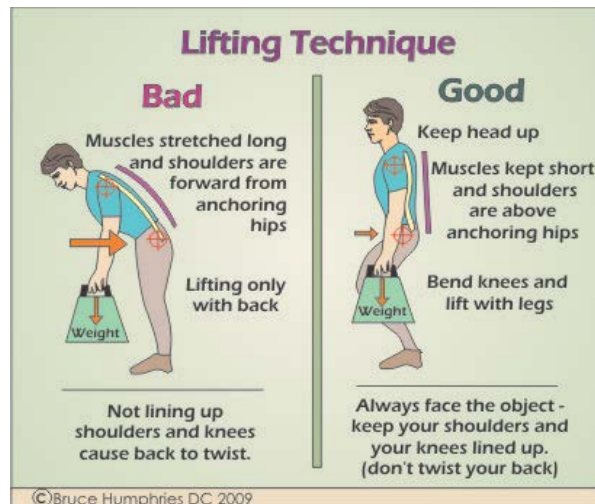 Lifting Technique
Bad
Muscles stretched long
and shoulders are
forward from
anchoring
hips
Lifting only
with back
Weight
Not lining up
shoulders and knees
cause back to twist.
Good
Keep head up
Muscles kept short
and shoulders
are above
anchoring hips
Bend knees and
lift with legs
Weight
Always face the object -
keep your shoulders and
your knees lined up.
(don't twist your back)
©Bruce Humphries DC 2009